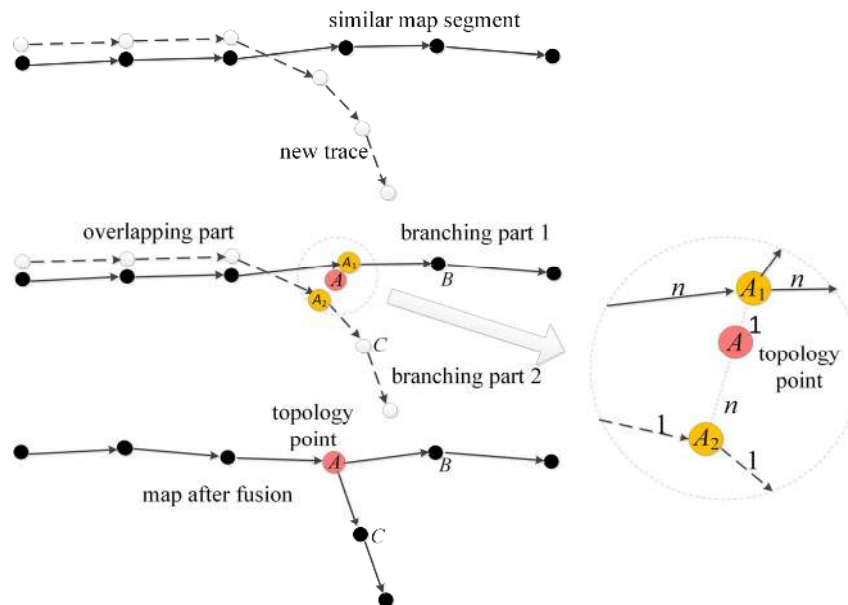 similar map segment
new trace
overlapping part
branching part 1
A1
A
A2
B
C
branching part 2
n
A1
n
1
A
topology
point
n
1
A2
1
topology
point
A
B
map after fusion
C